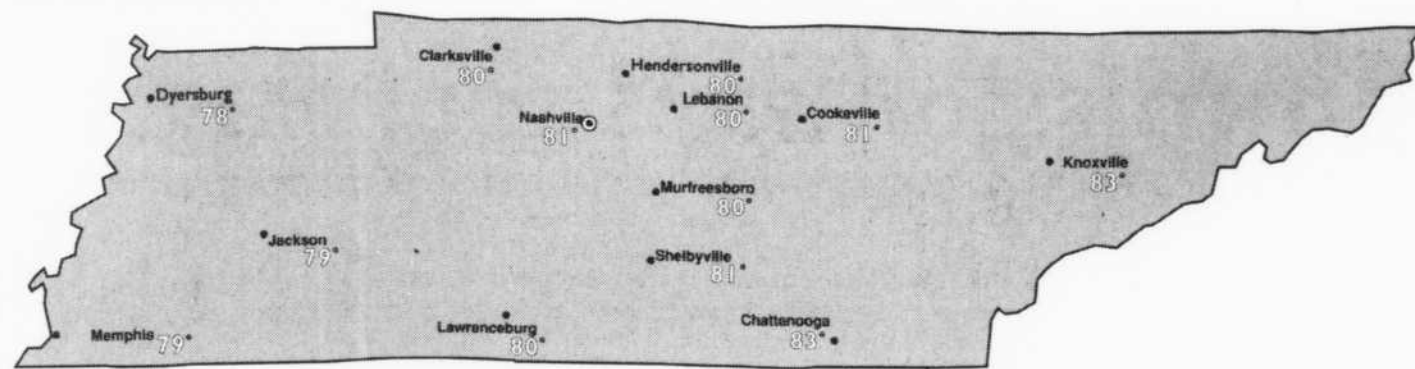 Clarksville
80°
Hendersonville
80°
Dyersburg
78°
Lebanon
80°
Nashville
81°
Cookeville
81°
Knoxville
83°
Murfreesboro
80°
Jackson
79°
Shelbyville
81°
Memphis
79°
Lawrenceburg
80°
Chattanooga
83°